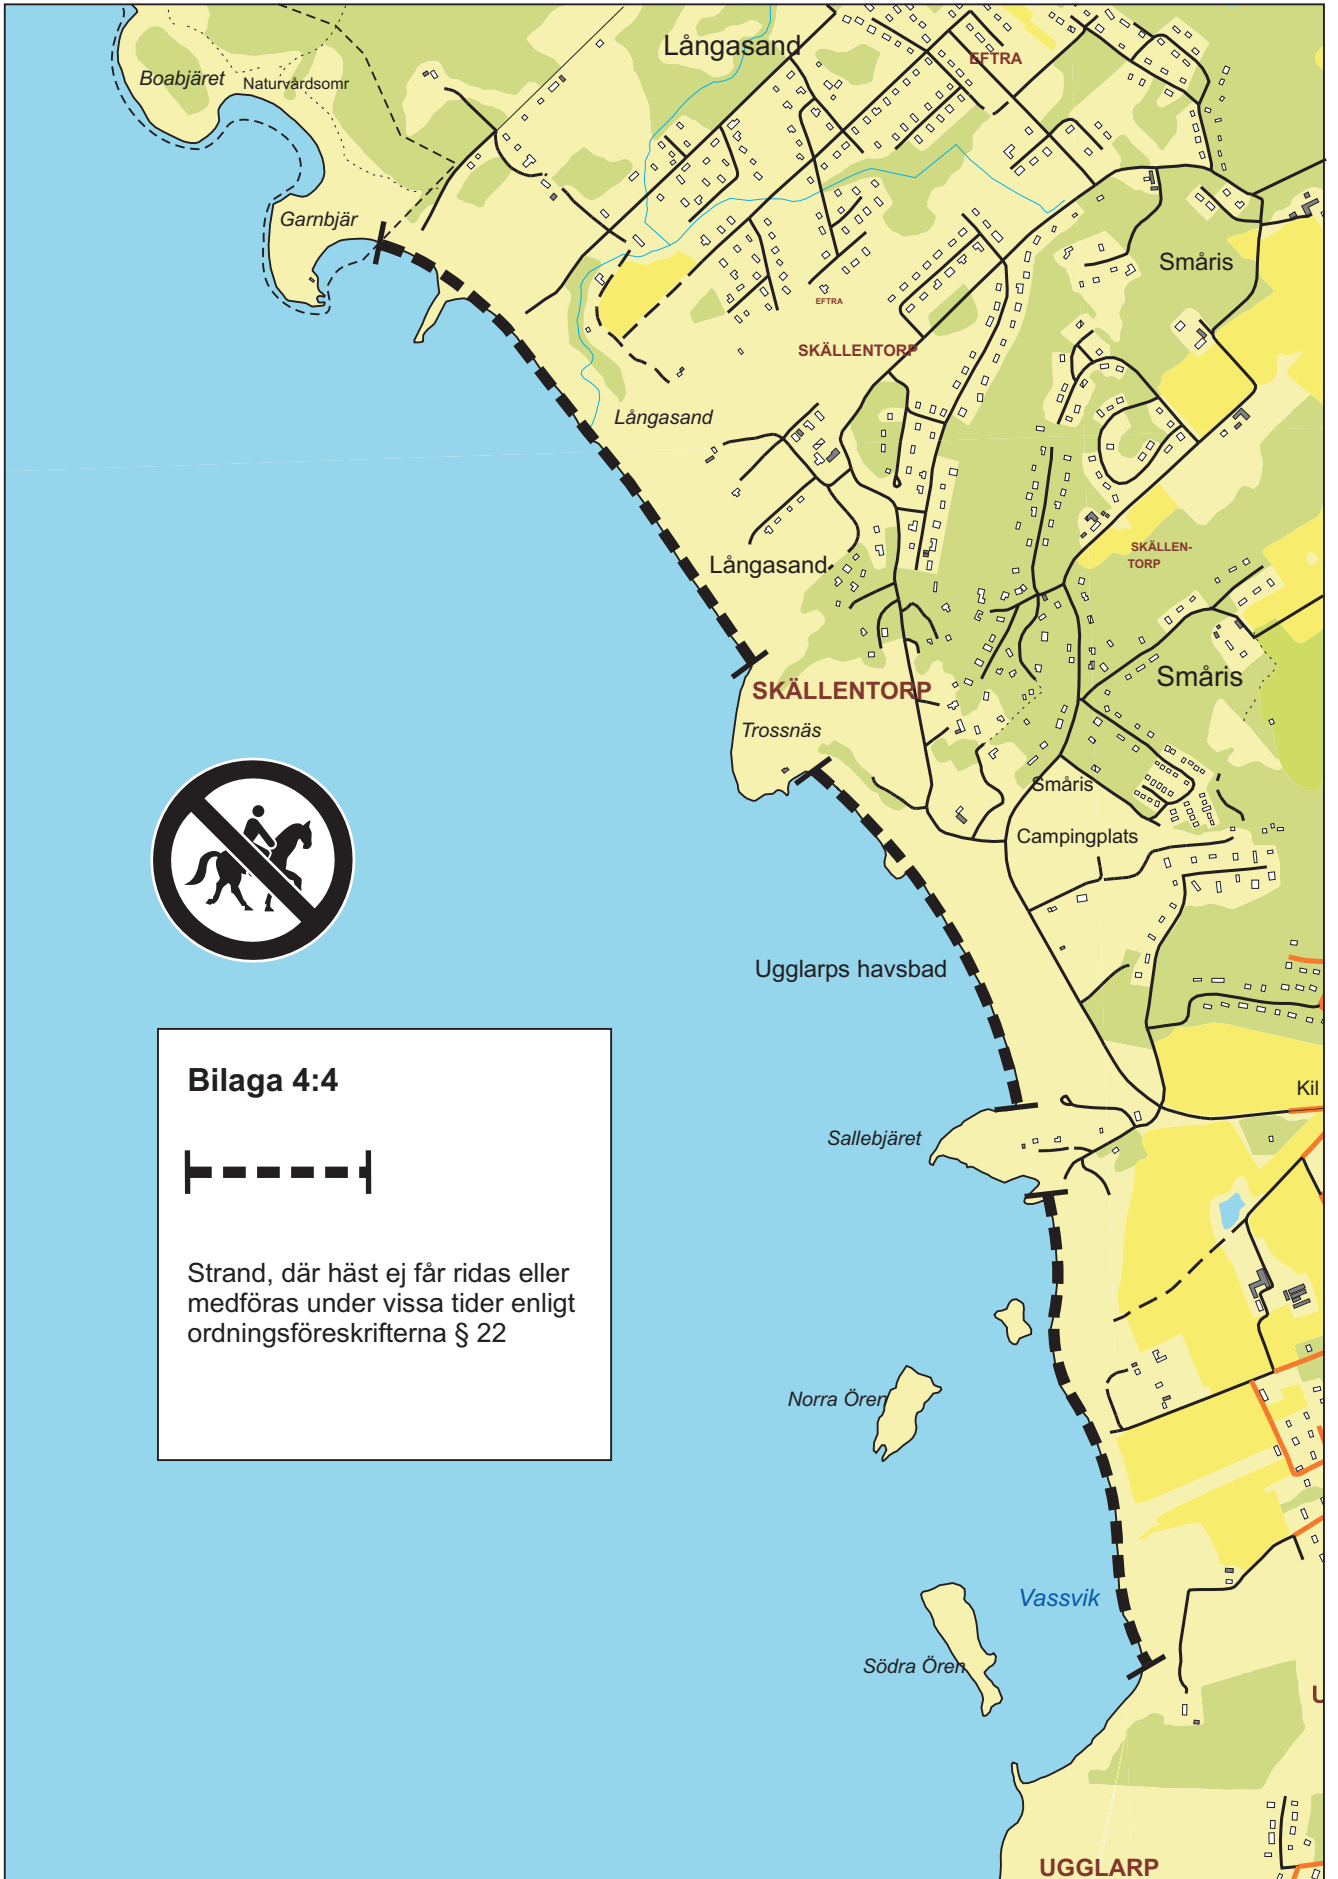 Långasand
EFTRA
Boabjäret
Naturvårdsomr
Garnbjär
Småris
EFTRA
SKÄLLENTORP
Långasand
SKÄLLEN-
TORP
Långasand
Småris
SKÄLLENTORP
Trossnäs
Småris
Campingplats
Ugglarps havsbad
Bilaga 4:4
Kil
Sallebjäret
Strand, där häst ej får ridas eller
medföras under vissa tider enligt
ordningsföreskrifterna § 22
Norra Ören
Vassvik
Södra Ören
U
UGGLARP